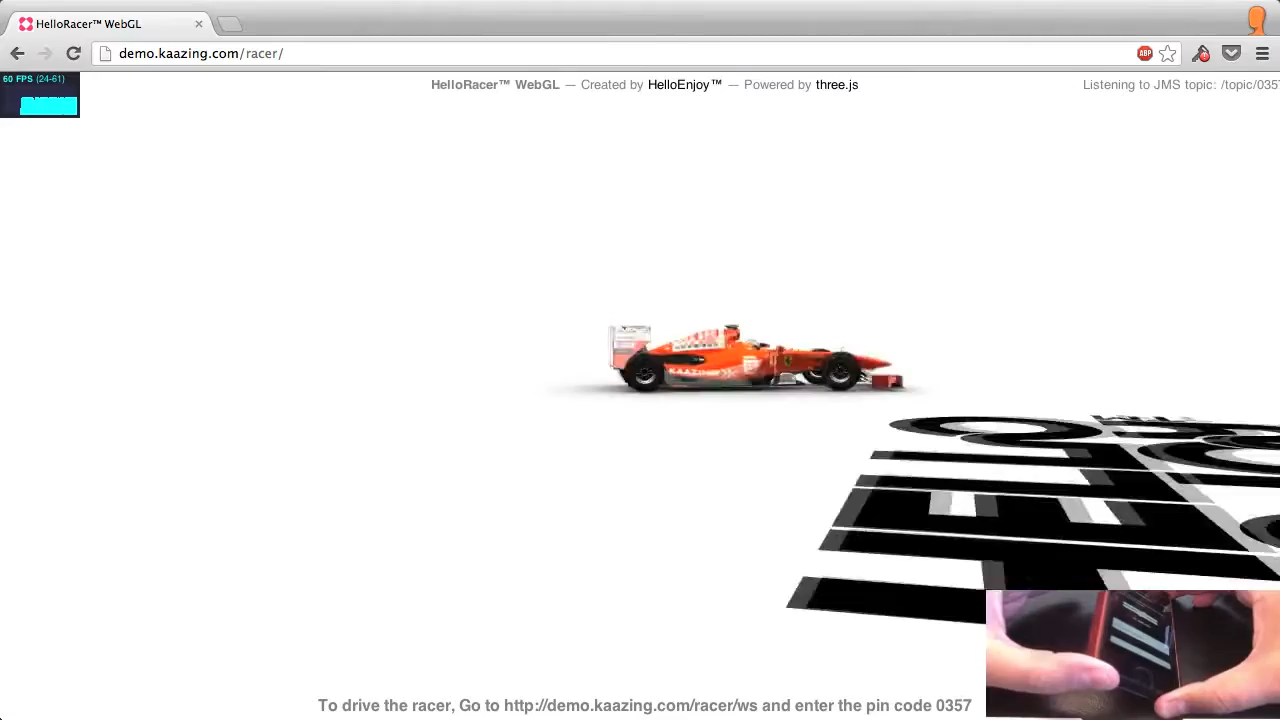 HelloRacer™ WebGL
demo.kaazing.com/racer/
ABP
60 FPS (24-61)
HelloRacer™ WebGL — Created by HelloEnjoy™ — Powered by three.js
Listening to JMS topic: /topic/0357
KAAZING
To drive the racer, Go to http://demo.kaazing.com/racer/ws and enter the pin code 0357